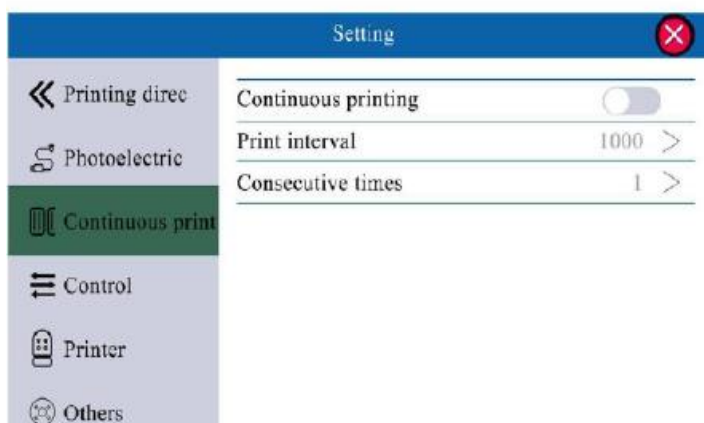 Setting
Printing direc
Photoelectric
Continuous print
Control
Printer
Others
Continuous printing
Print interval 1000 >
Consecutive times 1 >